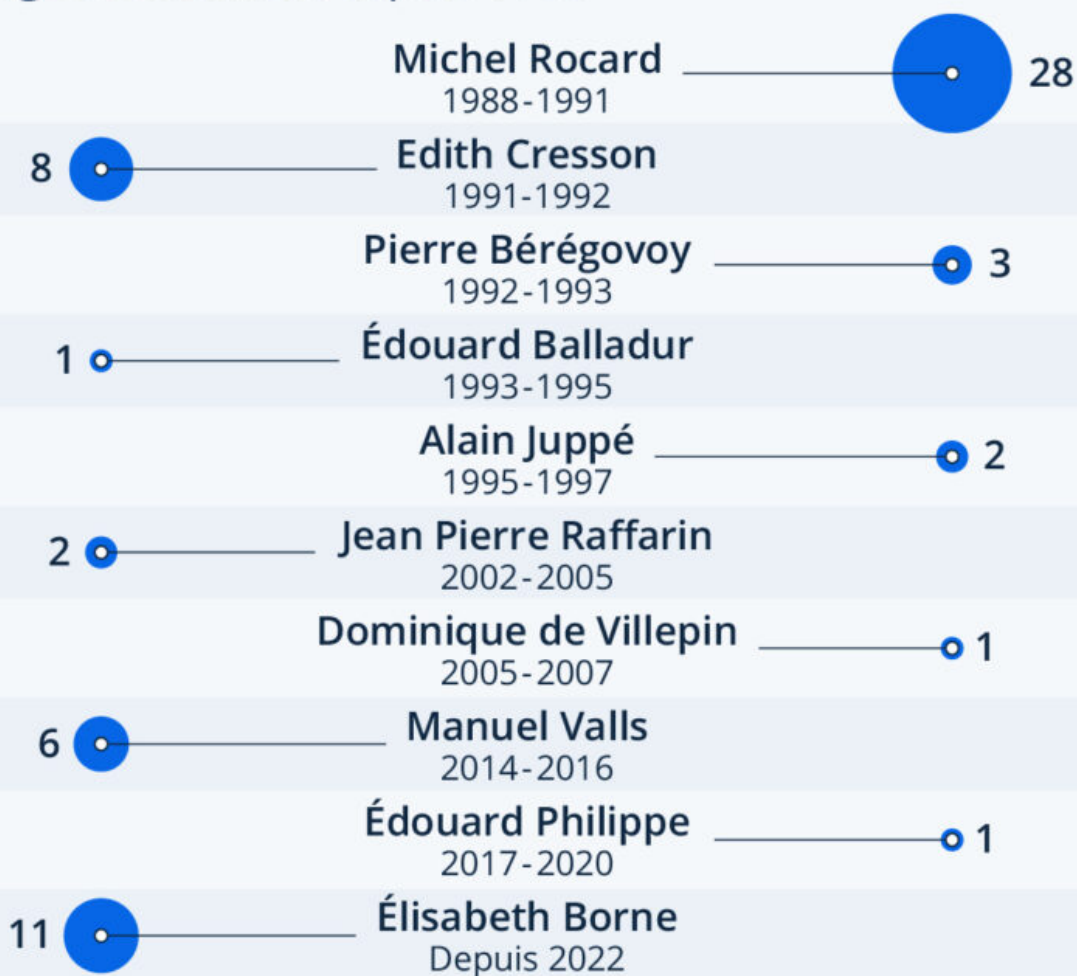 Michel Rocard
1988-1991
28
8
Edith Cresson
1991-1992
Pierre Bérégovoy
1992-1993
3
1
Édouard Balladur
1993-1995
Alain Juppé
1995-1997
2
2
Jean Pierre Raffarin
2002-2005
Dominique de Villepin
2005-2007
1
6
Manuel Valls
2014-2016
Édouard Philippe
2017-2020
1
11
Élisabeth Borne
Depuis 2022